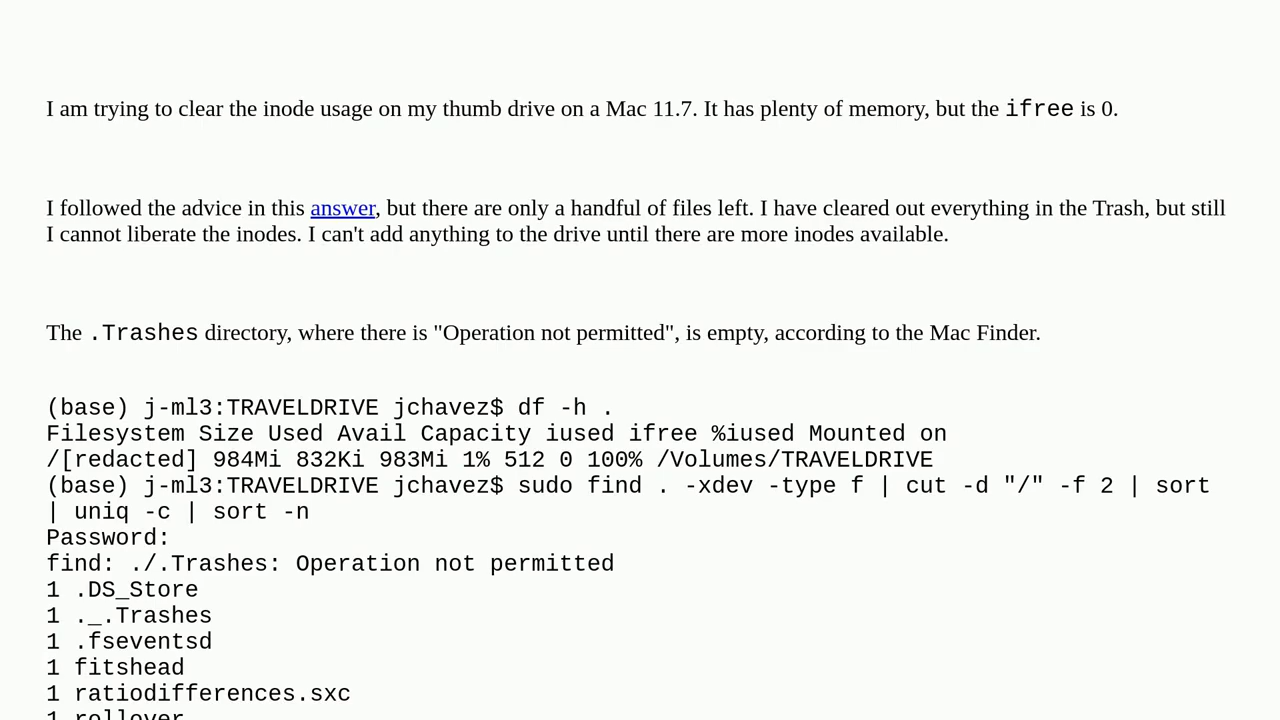 I am trying to clear the inode usage on my thumb drive on a Mac 11.7. It has plenty of memory, but the ifree is 0.
I followed the advice in this answer, but there are only a handful of files left. I have cleared out everything in the Trash, but still
I cannot liberate the inodes. I can't add anything to the drive until there are more inodes available.
The .Trashes directory, where there is "Operation not permitted", is empty, according to the Mac Finder.
(base) j-ml3:TRAVELDRIVE jchavez$ df -h .
Filesystem Size Used Avail Capacity iused ifree %iused Mounted on
/[redacted] 984Mi 832Ki 983Mi 1% 512 0 100% /Volumes/TRAVELDRIVE
(base) j-ml3:TRAVELDRIVE jchavez$ sudo find . -xdev -type f | cut -d "/" -f 2 | sort
| uniq -c | sort -n
Password:
find: ./.Trashes: Operation not permitted
1 .DS_Store
1 ._.Trashes
1 .fseventsd
1 fitshead
1 ratiodifferences.sxc
1 rollover